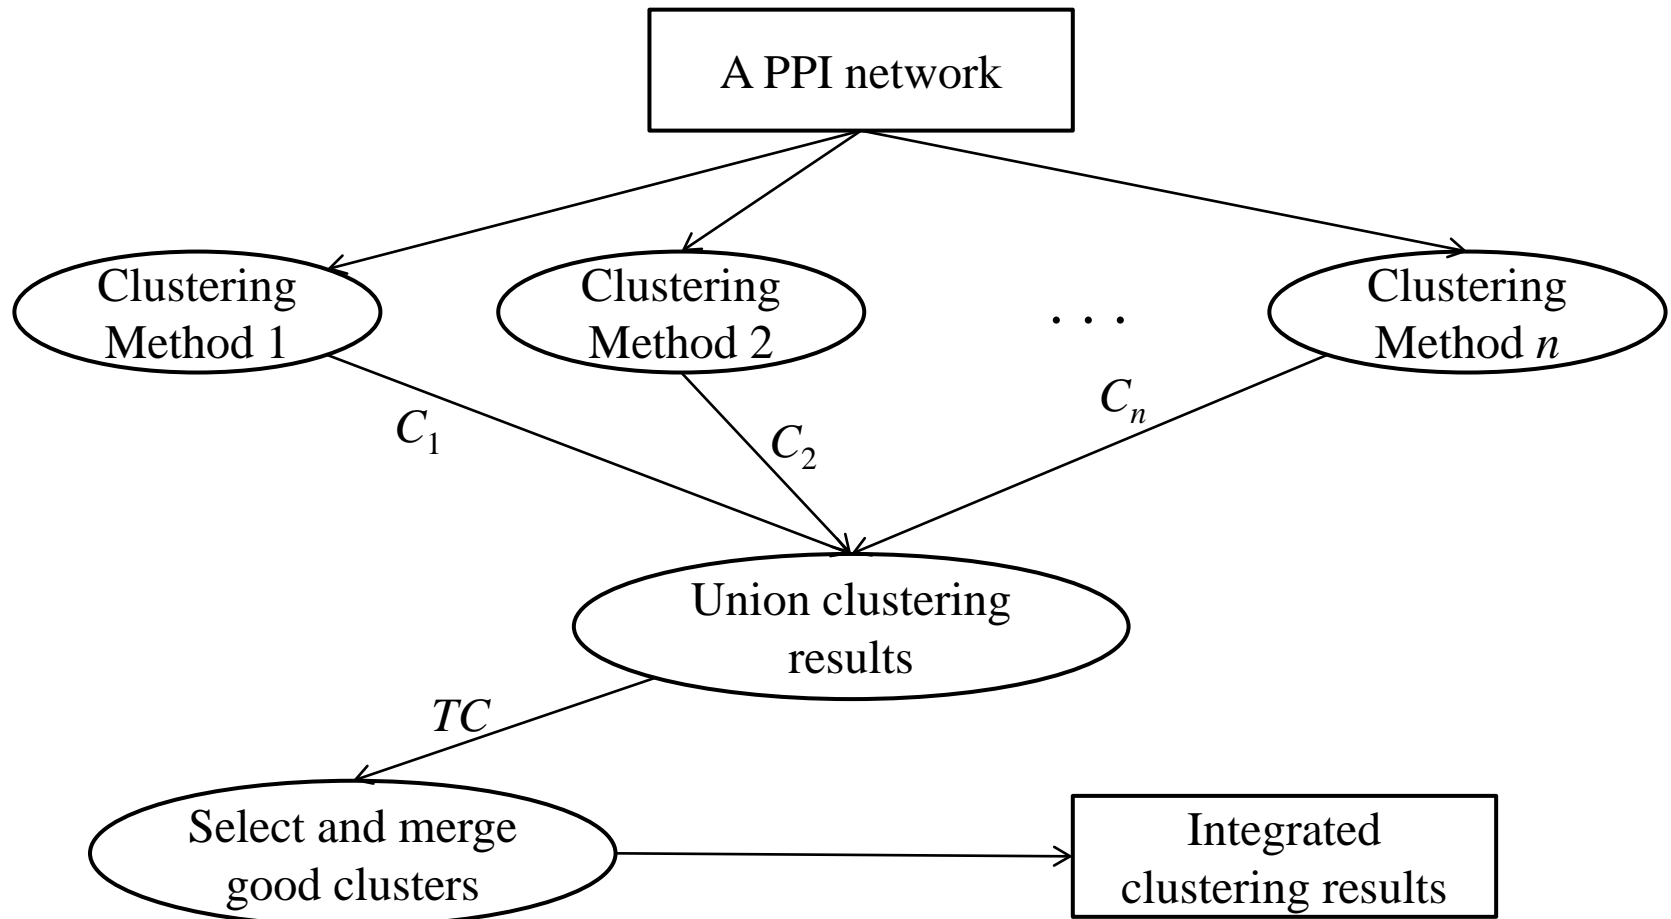 A PPI network
Clustering
Method 1
Clustering
Method 2
. . .
Clustering
Method n
C1
C2
Cn
Union clustering
results
TC
Select and merge
good clusters
Integrated
clustering results